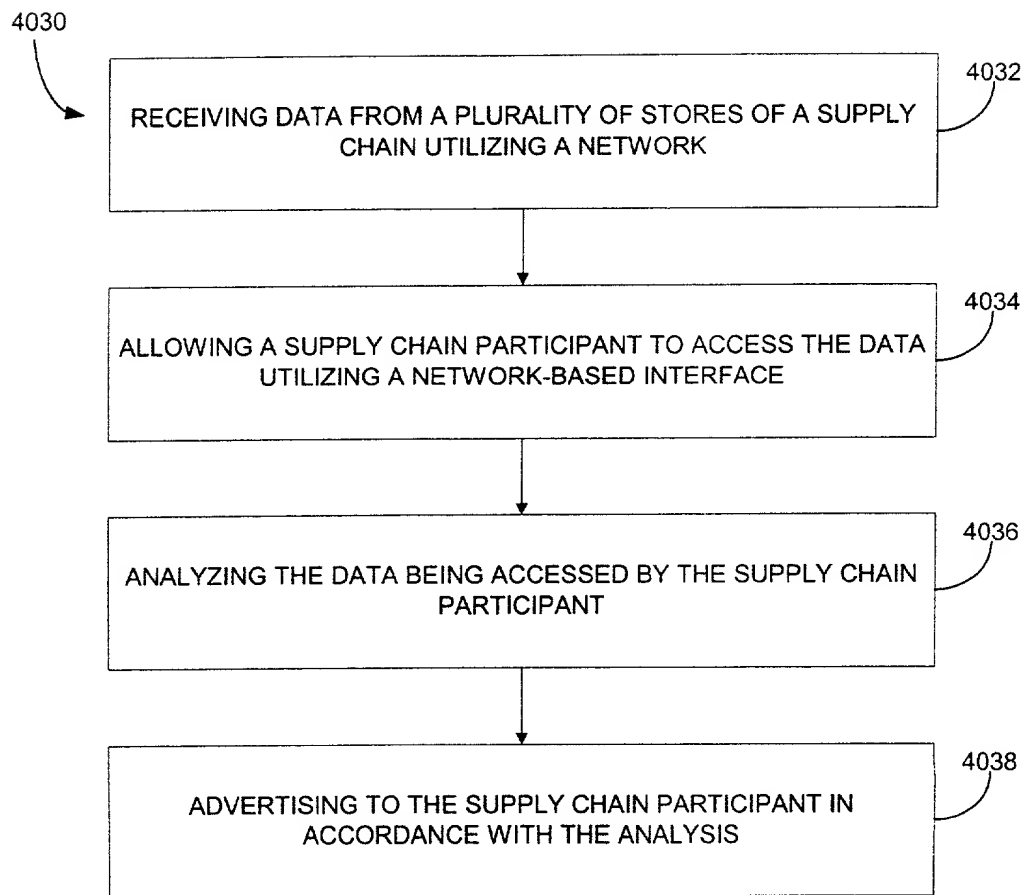 4030
4032
RECEIVING DATA FROM A PLURALITY OF STORES OF A SUPPLY
CHAIN UTILIZING A NETWORK
4034
ALLOWING A SUPPLY CHAIN PARTICIPANT TO ACCESS THE DATA
UTILIZING A NETWORK-BASED INTERFACE
4036
ANALYZING THE DATA BEING ACCESSED BY THE SUPPLY CHAIN
PARTICIPANT
4038
ADVERTISING TO THE SUPPLY CHAIN PARTICIPANT IN
ACCORDANCE WITH THE ANALYSIS